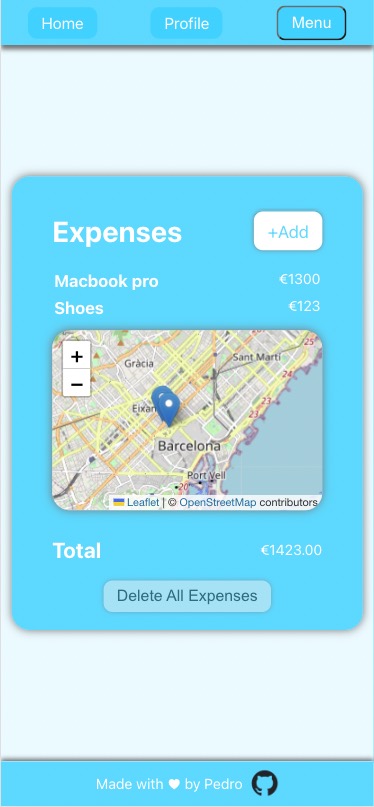 Home Profile Menu
Expenses +Add
Macbook pro €1300
Shoes €123
+
−
Gràcia
Sant Martí
Eixam
Barcelona
Port Vell
Leaflet | © OpenStreetMap contributors
Total €1423.00
Delete All Expenses
Made with ♥ by Pedro